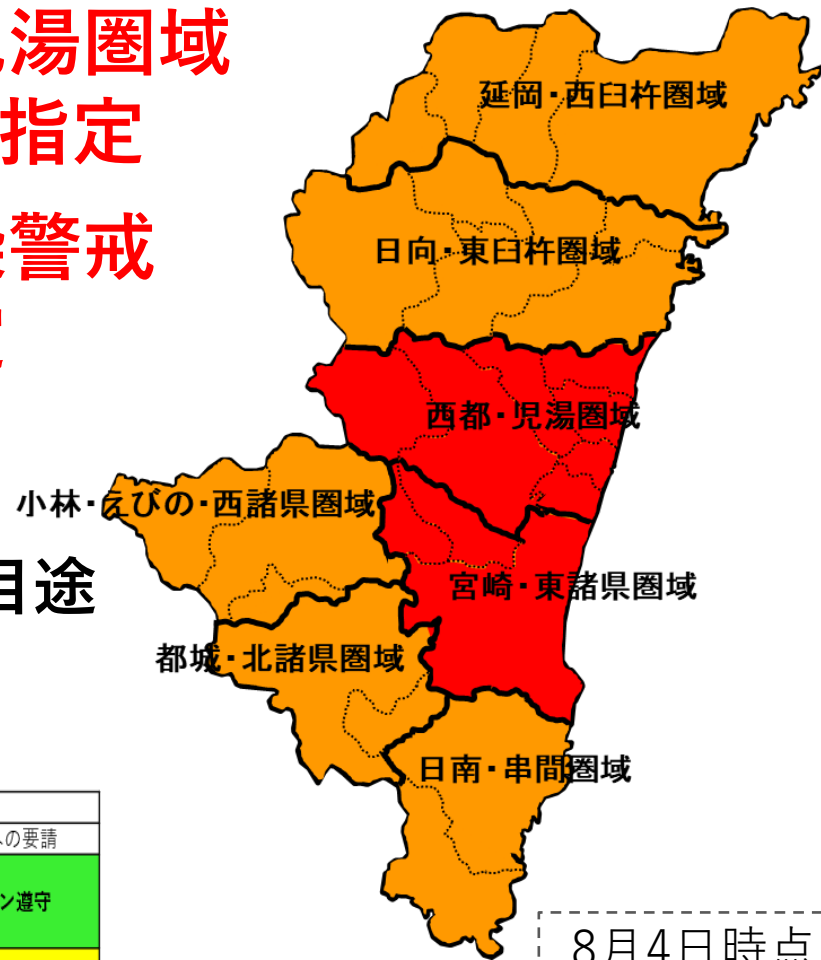 湯圏域
指定
警戒
延岡・西臼杵圏域
日向・東臼杵圏域
西都・児湯圏域
小林・えびの・西諸県圏域
宮崎・東諸県圏域
目途
都城・北諸県圏域
日南・串間圏域
の要請
ン遵守
8月4日時点